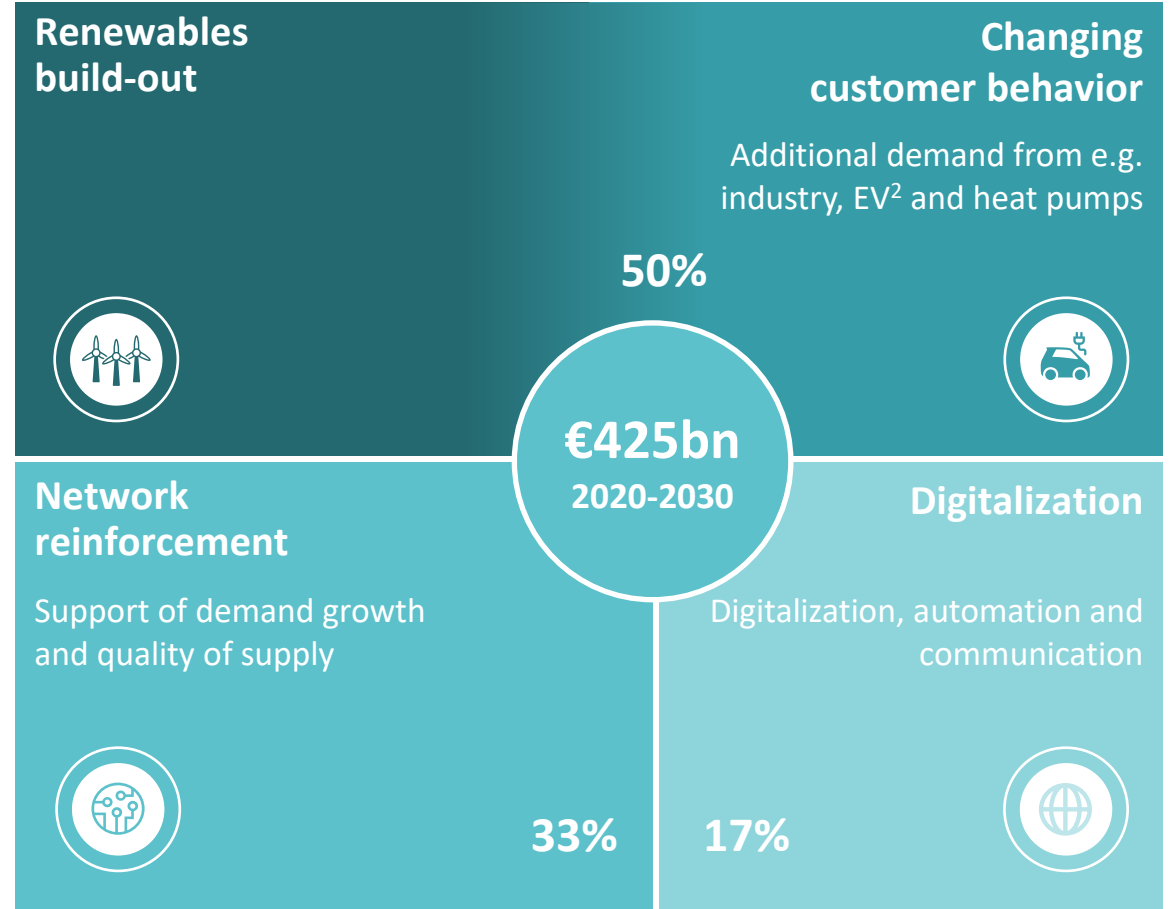 Renewables
build-out
Changing
customer behavior
Additional demand from e.g.
industry, EV² and heat pumps
50%
€425bn
2020-2030
Network
reinforcement
Support of demand growth
and quality of supply
33%
Digitalization
Digitalization, automation and
communication
17%